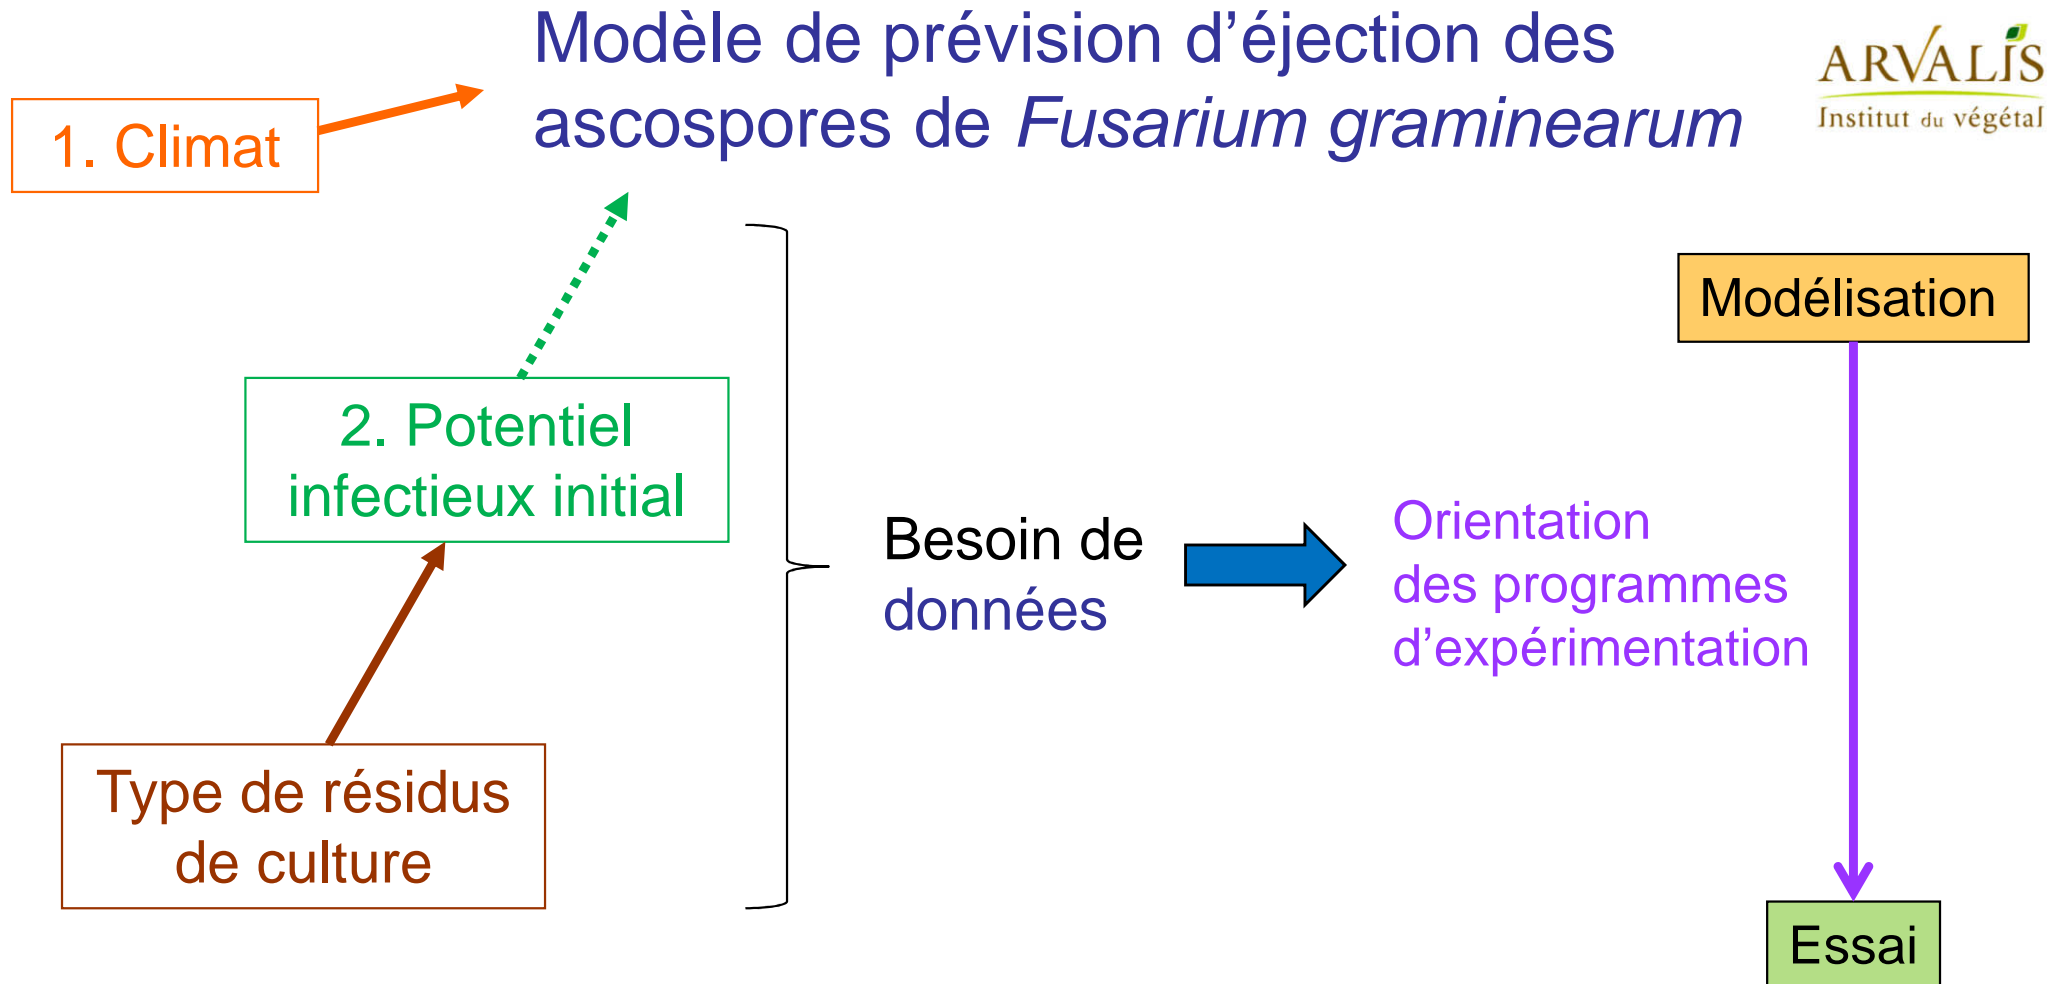 Modèle de prévision d’éjection des
ascospores de Fusarium graminearum
ARVALIS
Institut du végétal
1. Climat
Modélisation
2. Potentiel
infectieux initial
Besoin de
données
Orientation
des programmes
d’expérimentation
Type de résidus
de culture
Essai